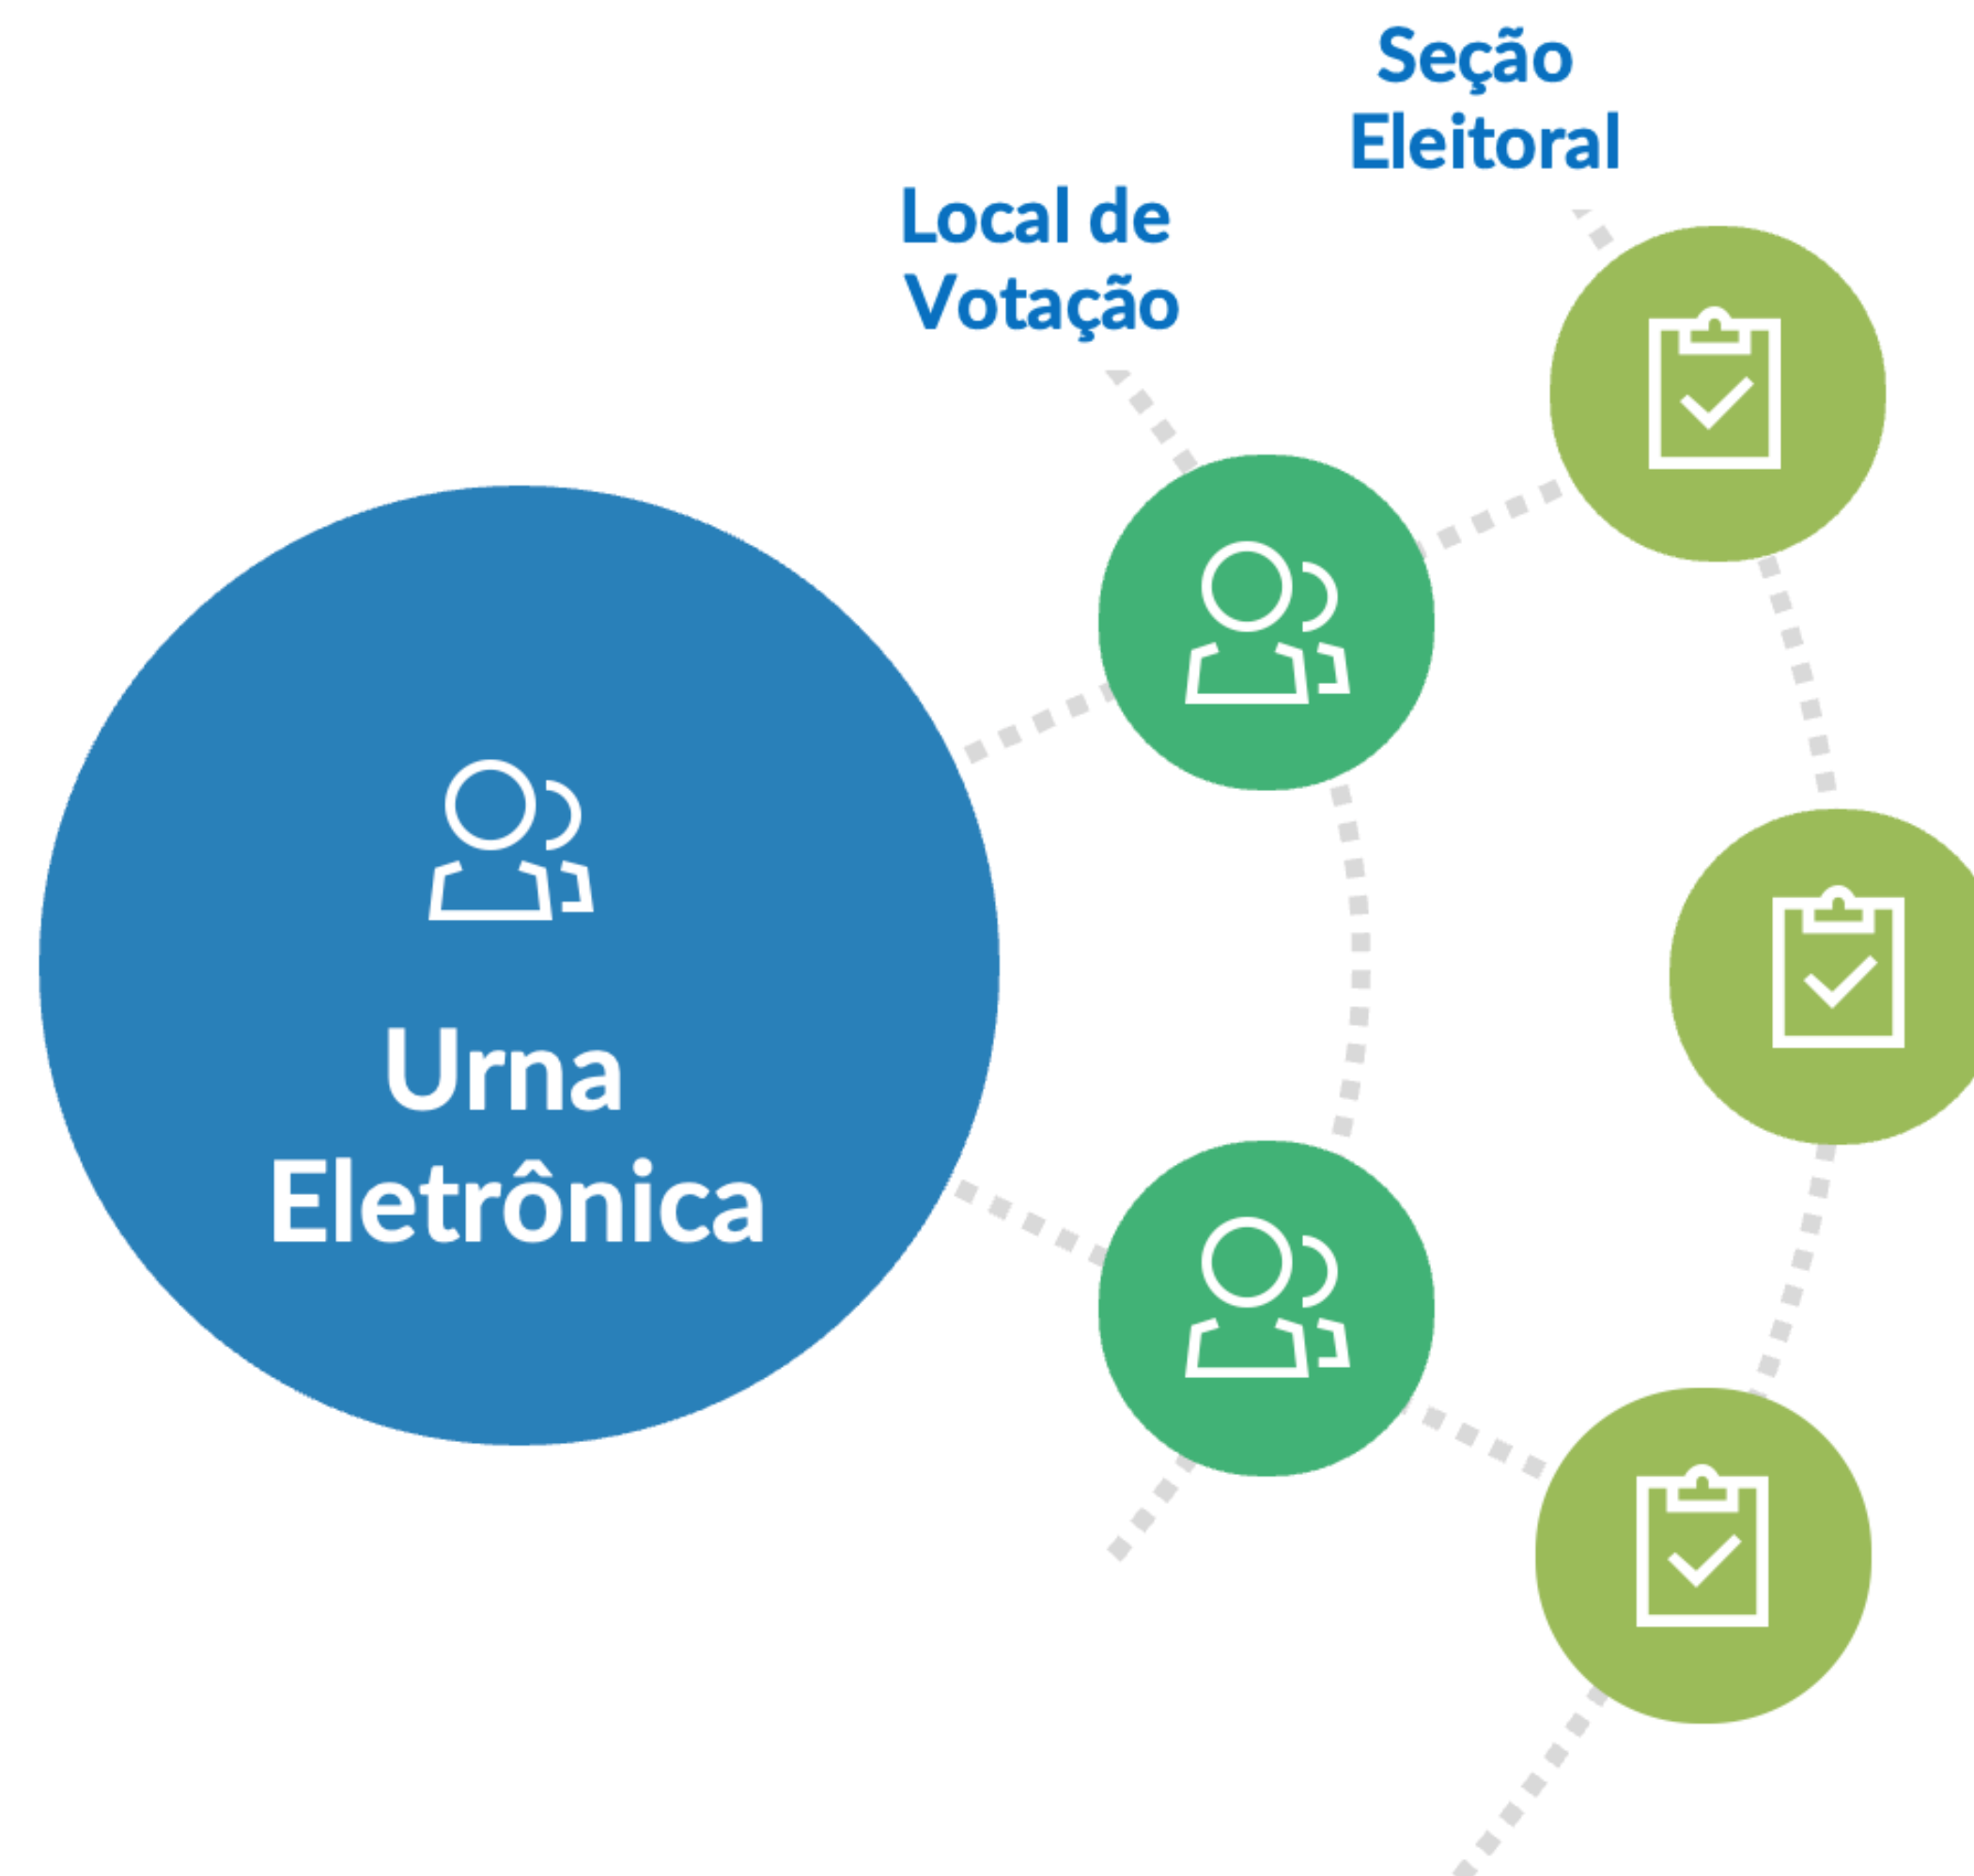 Seção
Eleitoral
Local de
Votação
Urna
Eletrônica